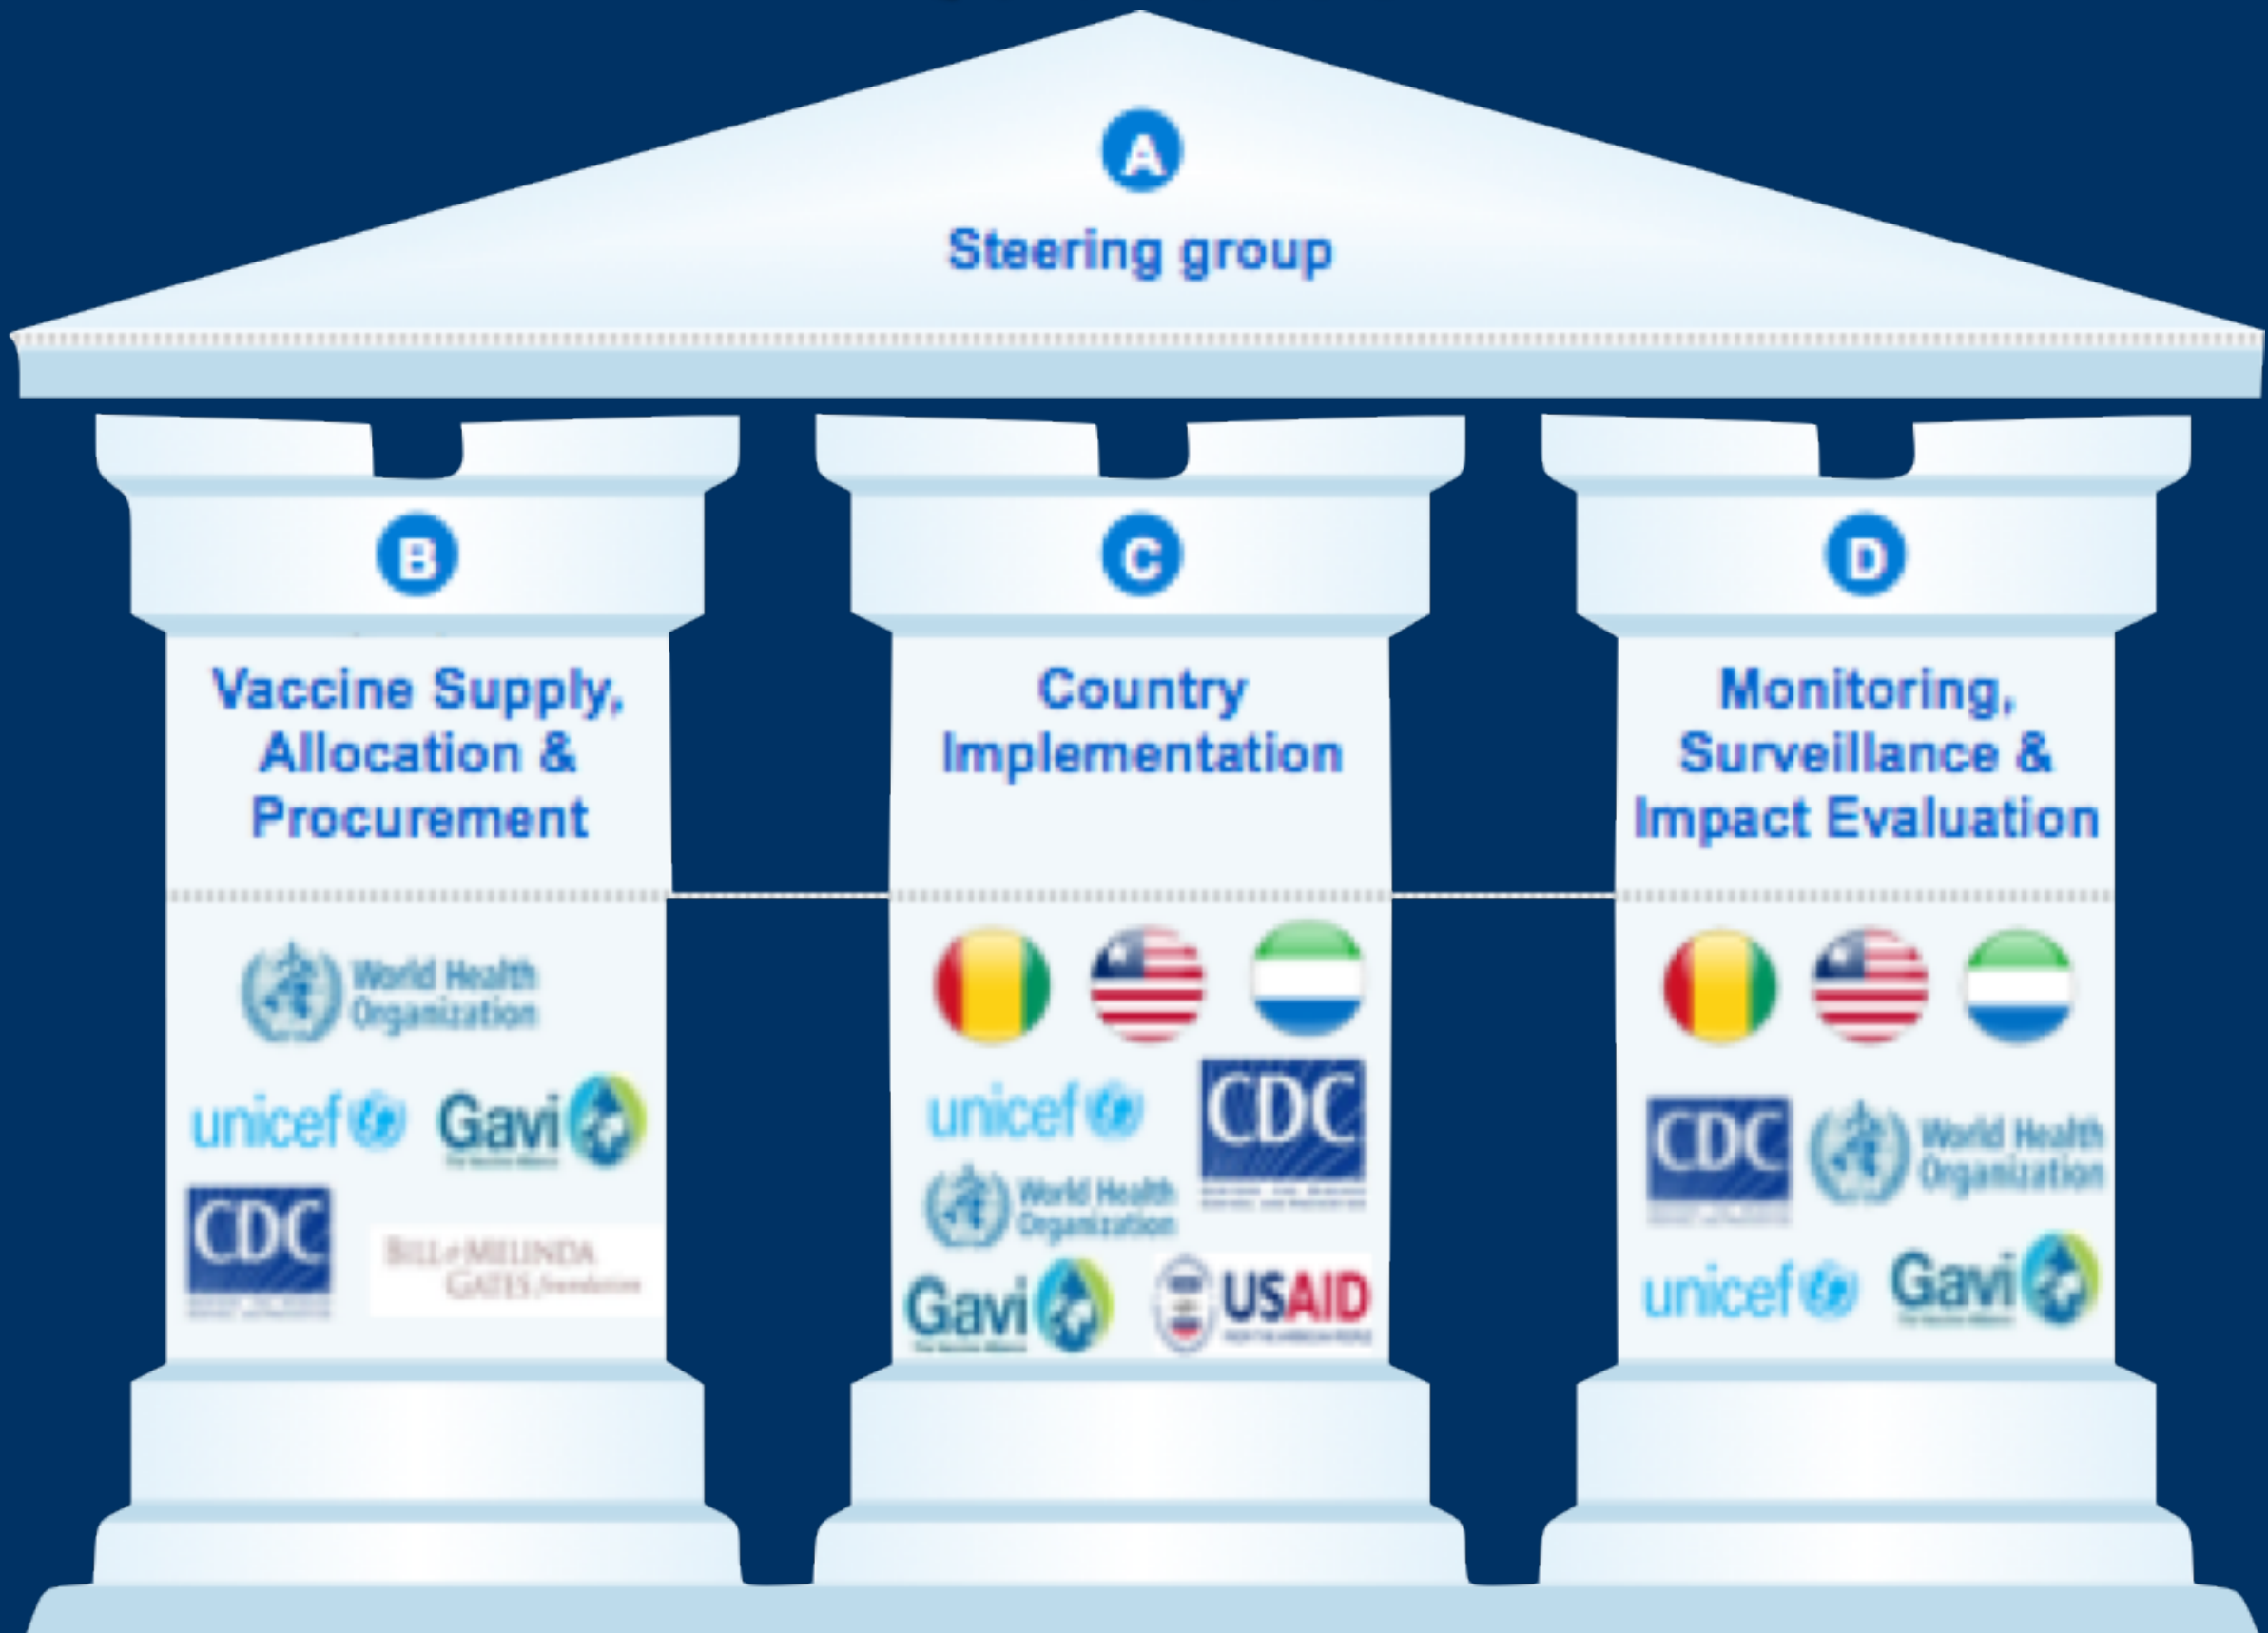 A
Steering group
B
Vaccine Supply,
Allocation &
Procurement
World Health
Organization
unicef
Gavi
CDC
BILL & MELINDA
GATES foundation
C
Country
Implementation
unicef
CDC
World Health
Organization
Gavi
USAID
D
Monitoring,
Surveillance &
Impact Evaluation
CDC
World Health
Organization
unicef
Gavi